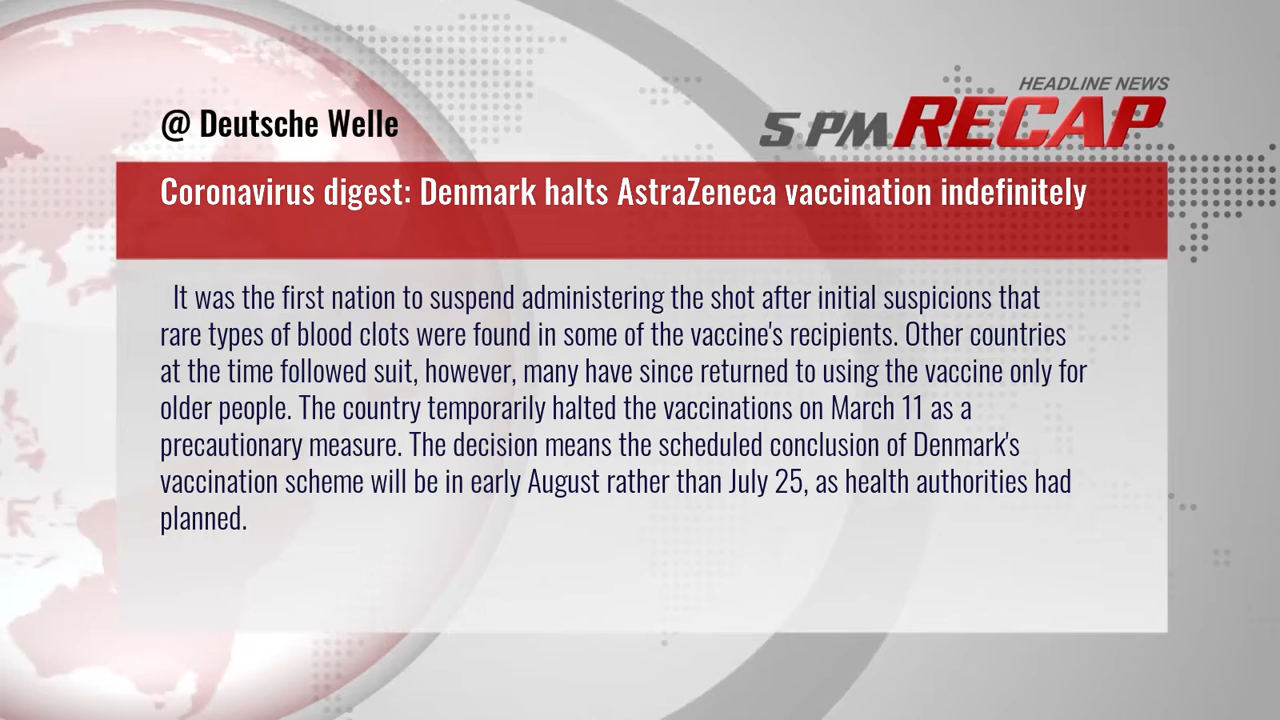 HEADLINE NEWS
@ Deutsche Welle
5 PM RECAP
Coronavirus digest: Denmark halts AstraZeneca vaccination indefinitely
It was the first nation to suspend administering the shot after initial suspicions that
rare types of blood clots were found in some of the vaccine's recipients. Other countries
at the time followed suit, however, many have since returned to using the vaccine only for
older people. The country temporarily halted the vaccinations on March 11 as a
precautionary measure. The decision means the scheduled conclusion of Denmark's
vaccination scheme will be in early August rather than July 25, as health authorities had
planned.